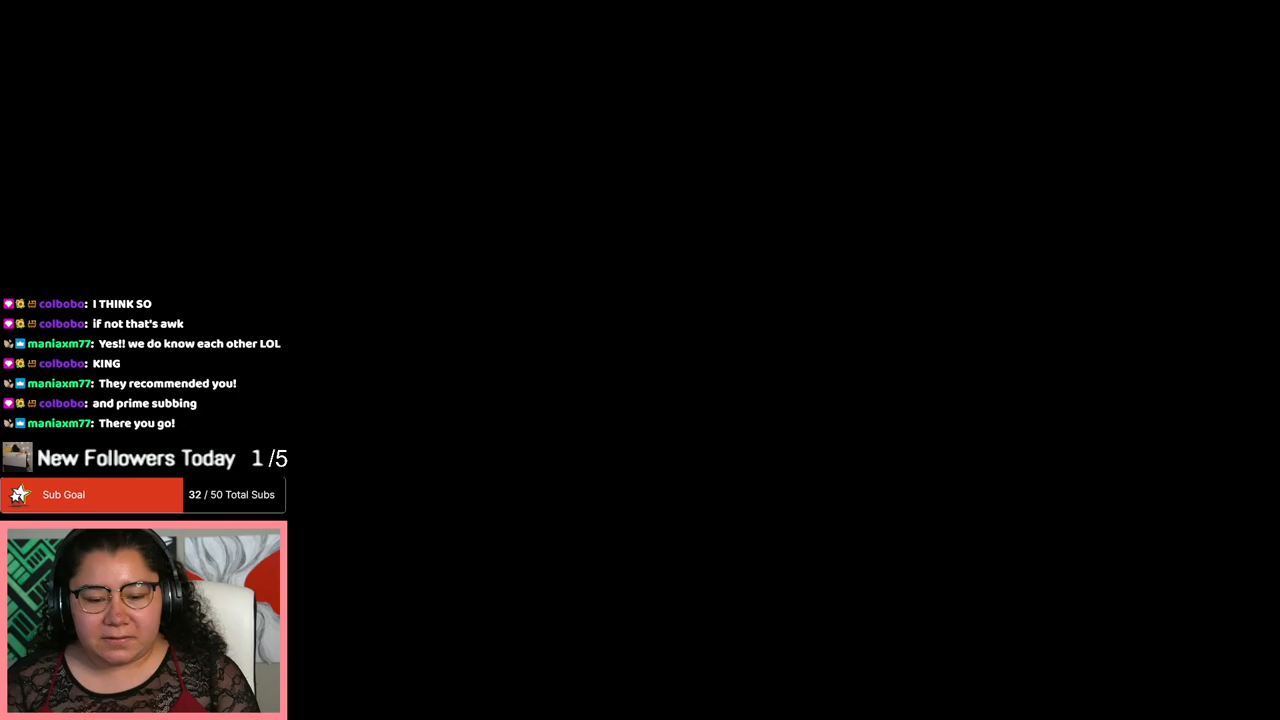 colbobo: I THINK SO
colbobo: if not that's awk
maniaxm77: Yes!! we do know each other LOL
colbobo: KING
maniaxm77: They recommended you!
colbobo: and prime subbing
maniaxm77: There you go!
New Followers Today 1 /5
Sub Goal 32 / 50 Total Subs